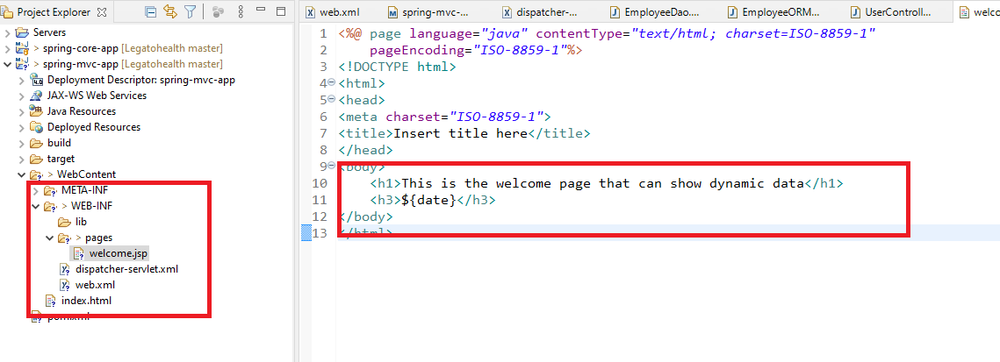 Project Explorer
Servers
> spring-core-app [Legatohealth master]
> spring-mvc-app [Legatohealth master]
Deployment Descriptor: spring-mvc-app
JAX-WS Web Services
Java Resources
Deployed Resources
build
target
> WebContent
> META-INF
> WEB-INF
lib
> pages
welcome.jsp
dispatcher-servlet.xml
web.xml
index.html
pom.xml
web.xml
spring-mvc-...
dispatcher-...
EmployeeDao....
EmployeeORM...
UserControll...
welco
1 <%@ page language="java" contentType="text/html; charset=ISO-8859-1"
2 pageEncoding="ISO-8859-1"%>
3 <!DOCTYPE html>
4 <html>
5 <head>
6 <meta charset="ISO-8859-1">
7 <title>Insert title here</title>
8 </head>
9 <body>
10 <h1>This is the welcome page that can show dynamic data</h1>
11 <h3>${date}</h3>
12 </body>
13 </html>